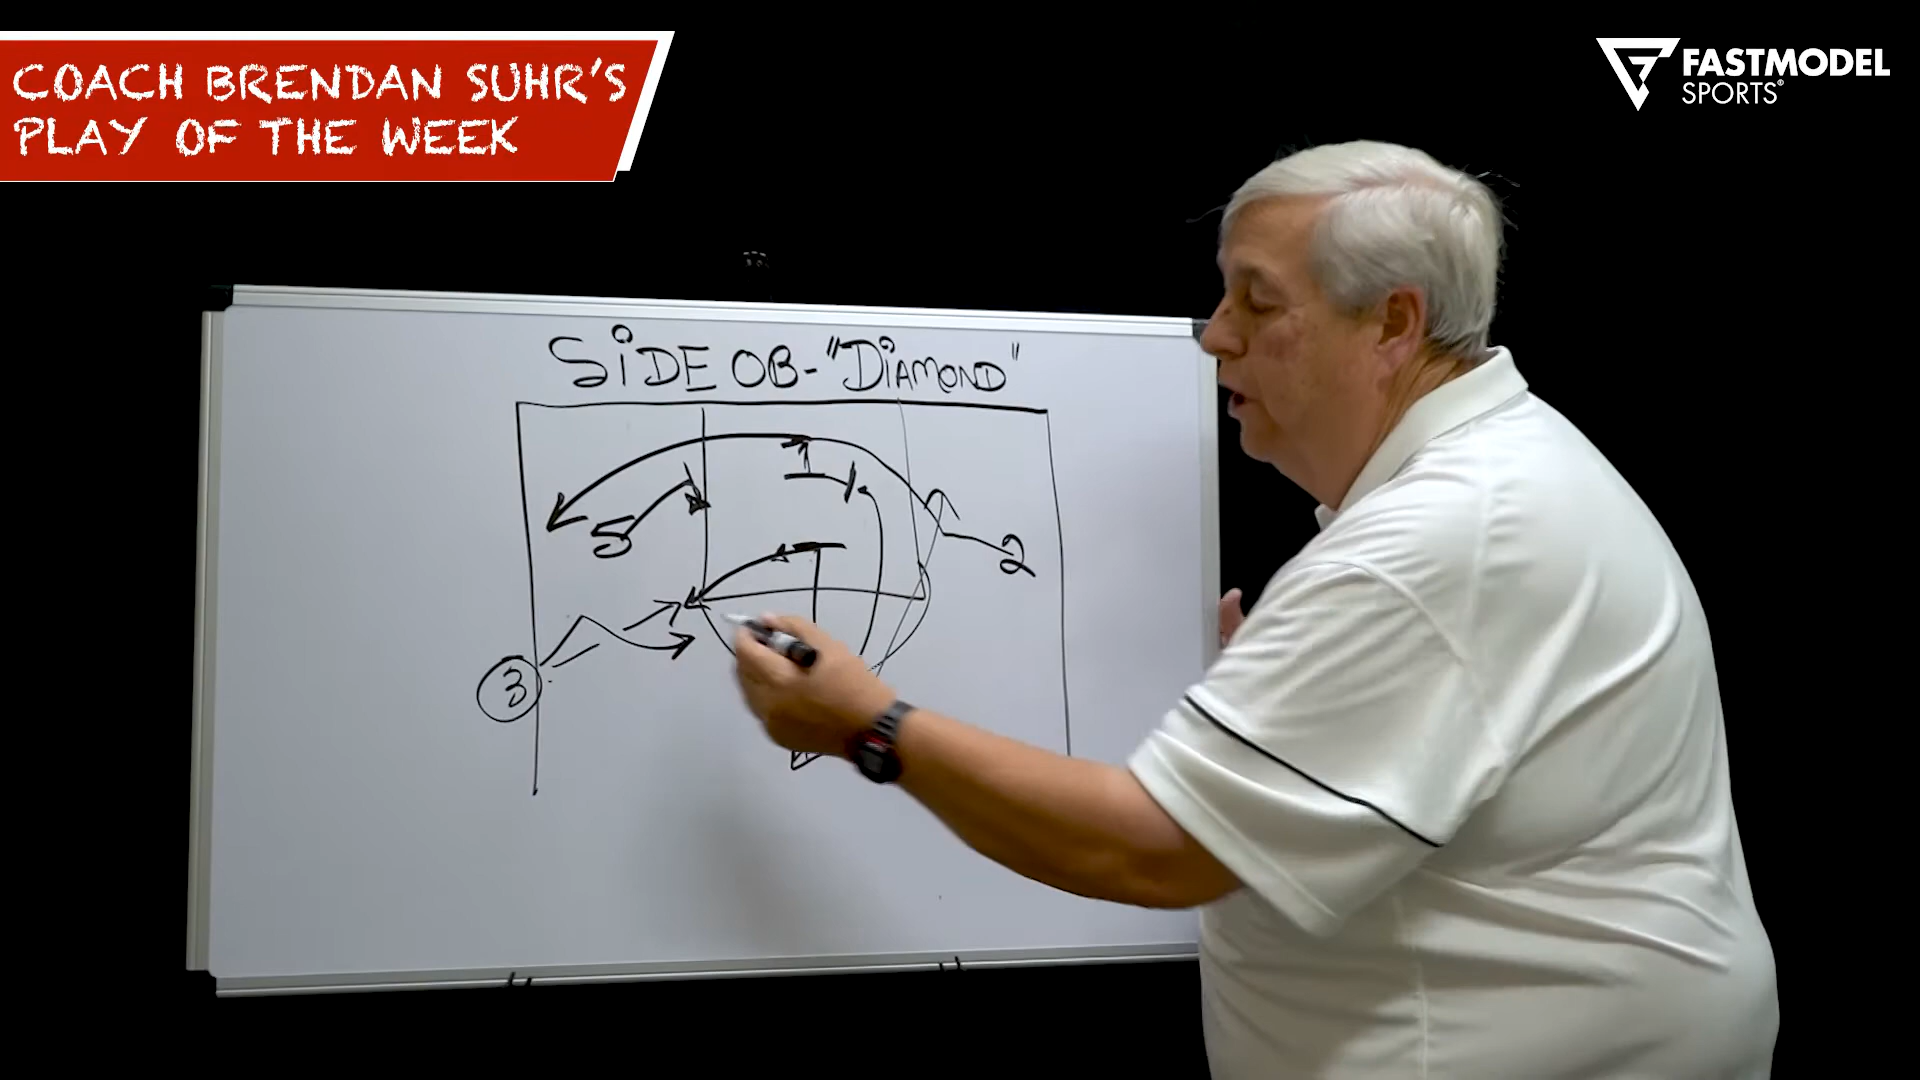 COACH BRENDAN SUHR'S
PLAY OF THE WEEK
FASTMODEL
SPORTS®
SiDE OB-"DiAMOND"
1
5
2
3